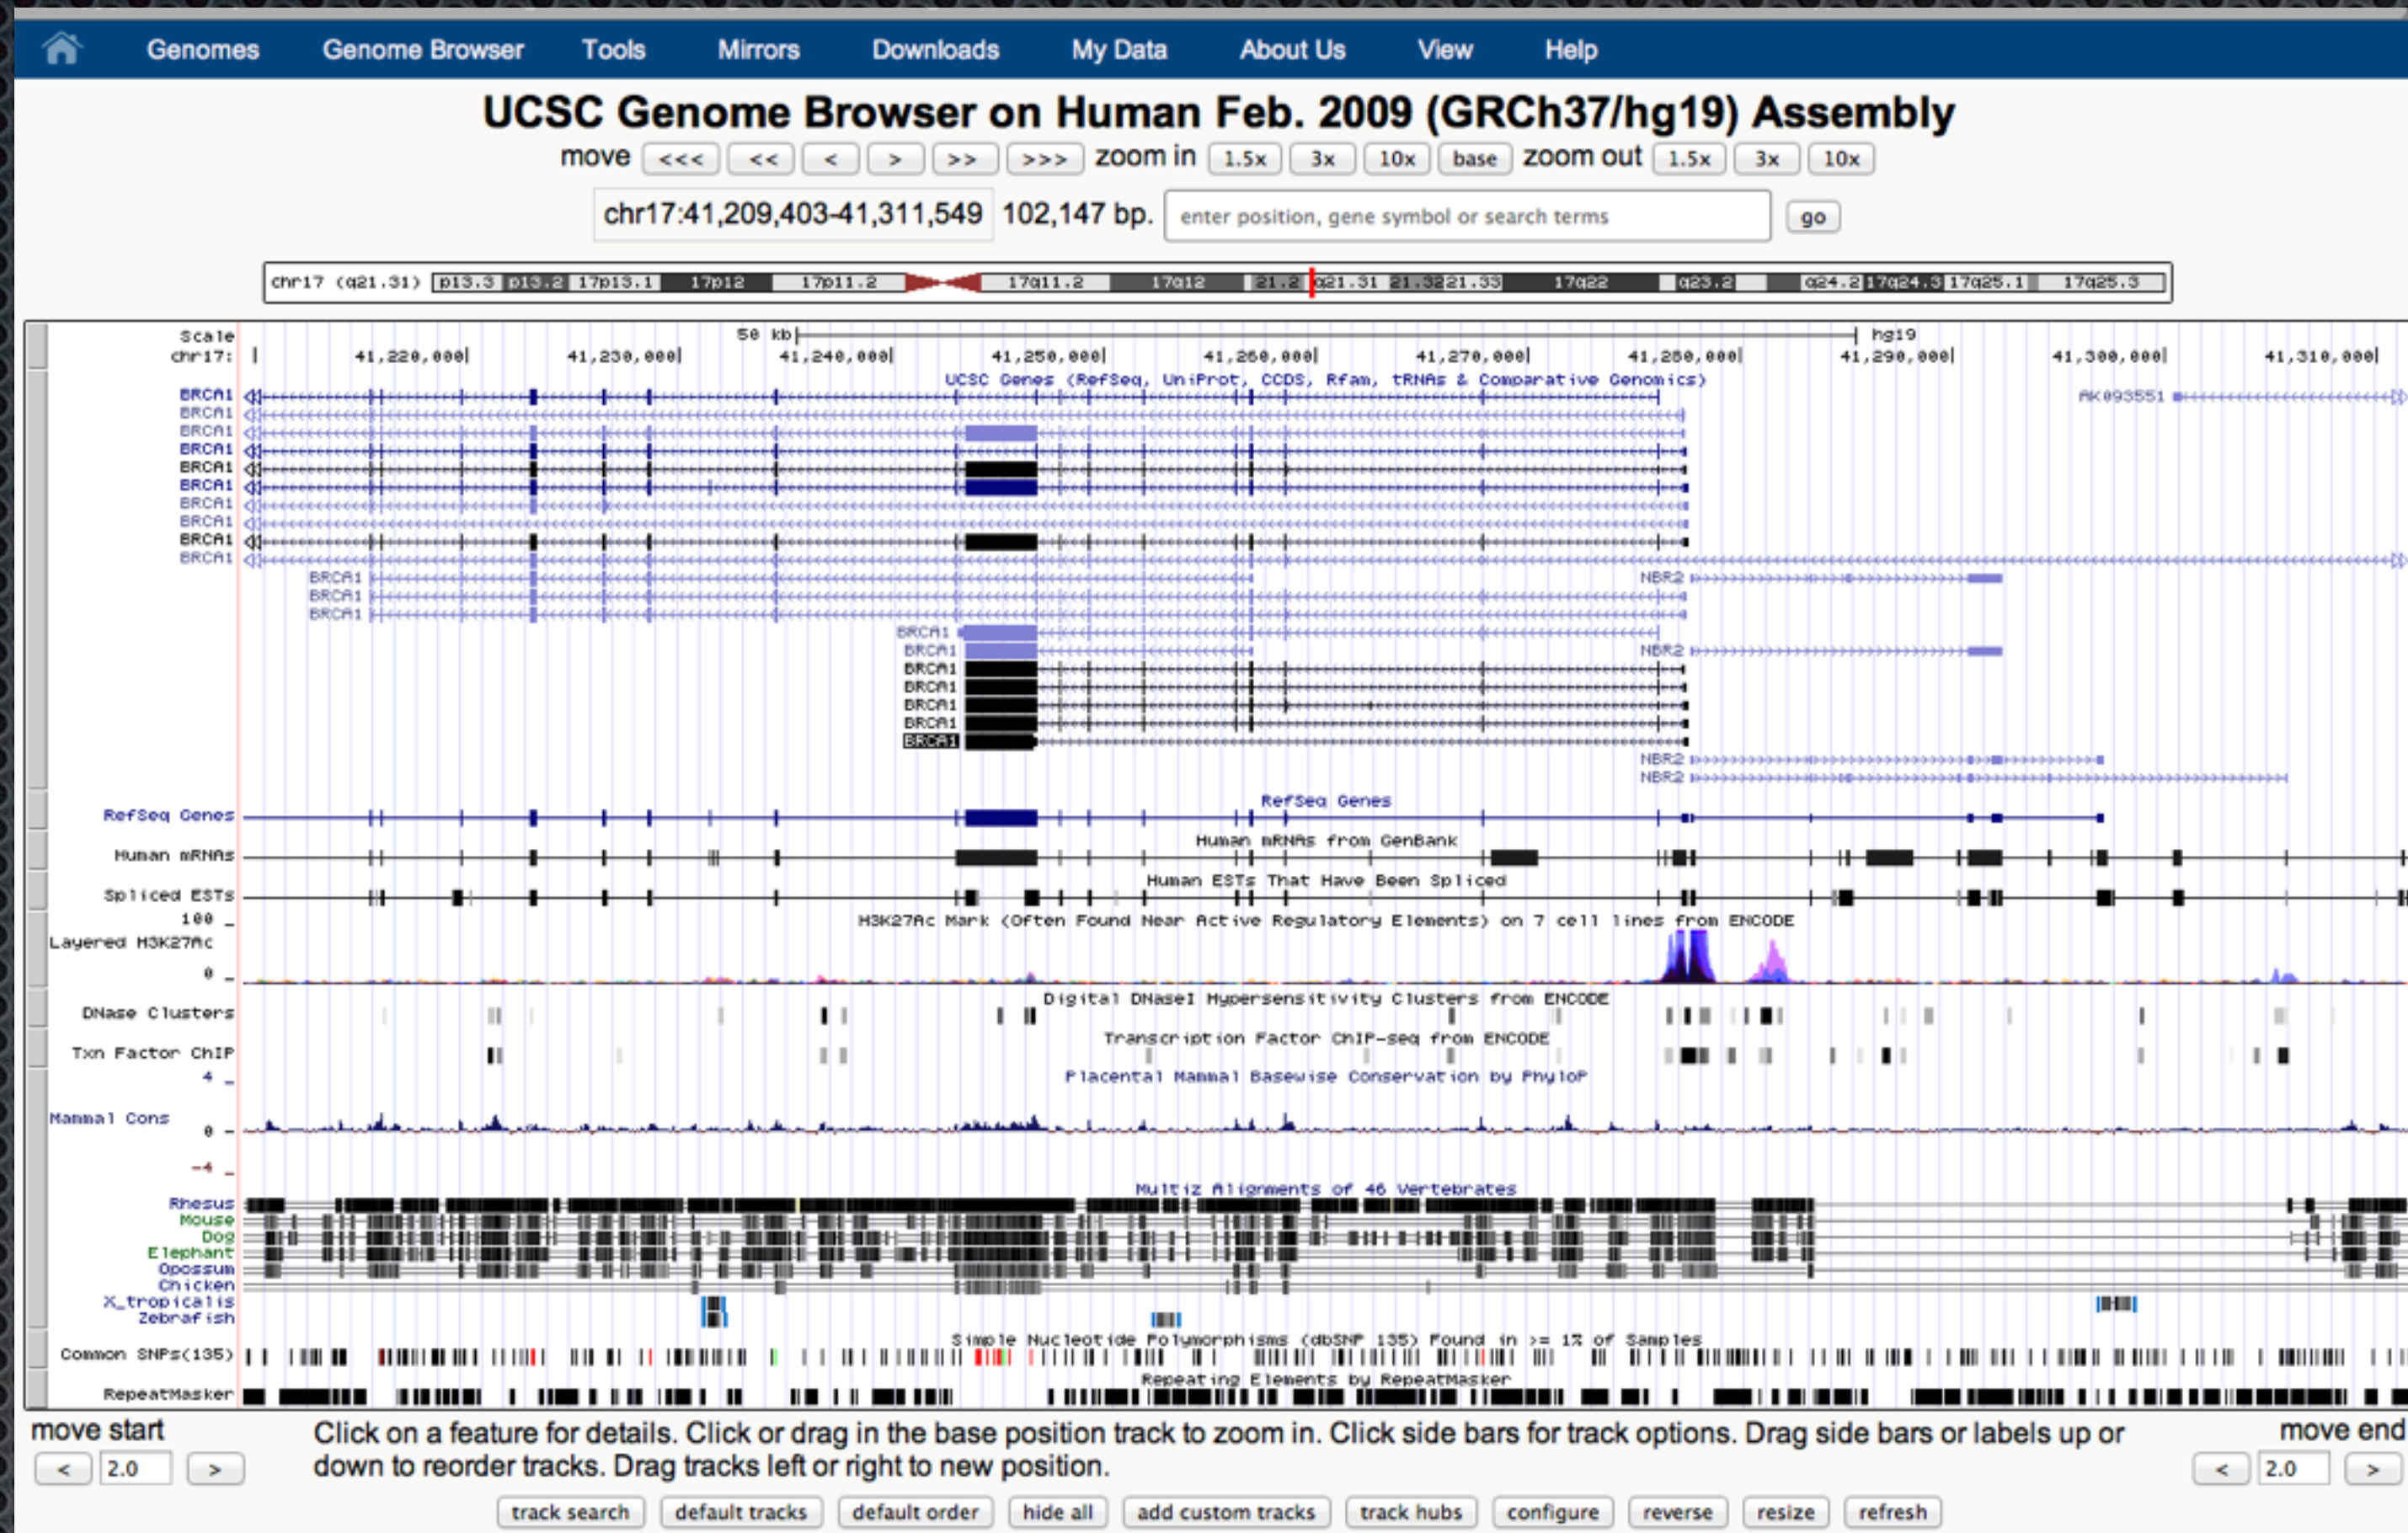 Genomes Genome Browser Tools Mirrors Downloads My Data About Us View Help
UCSC Genome Browser on Human Feb. 2009 (GRCh37/hg19) Assembly
move <<< << < > >> >>> zoom in 1.5x 3x 10x base zoom out 1.5x 3x 10x
chr17:41,209,403-41,311,549 102,147 bp. enter position, gene symbol or search terms go
chr17 (q21.31) p13.3 p13.2 17p13.1 17p12 17p11.2 17q11.2 17q12 21.2 q21.31 21.32 21.33 17q22 q23.2 q24.2 17q24.3 17q25.1 17q25.3
Scale 50 kb hg19
chr17: 41,220,000 41,230,000 41,240,000 41,250,000 41,260,000 41,270,000 41,280,000 41,290,000 41,300,000 41,310,000
UCSC Genes (RefSeq, UniProt, CCDS, Rfam, tRNAs & Comparative Genomics)
BRCA1 AK093551
BRCA1
BRCA1
BRCA1
BRCA1
BRCA1
BRCA1
BRCA1
BRCA1
BRCA1
BRCA1 NBR2
BRCA1
BRCA1
BRCA1
BRCA1 NBR2
BRCA1
BRCA1
BRCA1
BRCA1
BRCA1
NBR2
NBR2
RefSeq Genes
RefSeq Genes
Human mRNAs from GenBank
Human mRNAs
Human ESTs That Have Been Spliced
Spliced ESTs
100
H3K27Ac Mark (Often Found Near Active Regulatory Elements) on 7 cell lines from ENCODE
Layered H3K27Ac
0
Digital DNaseI Hypersensitivity Clusters from ENCODE
DNase Clusters
Transcription Factor ChIP-seq from ENCODE
Txn Factor ChIP
4
Placental Mammal Basewise Conservation by PhyloP
Mammal Cons
0
-4
Multiz Alignments of 46 Vertebrates
Rhesus
Mouse
Dog
Elephant
Opossum
Chicken
X_tropicalis
Zebrafish
Simple Nucleotide Polymorphisms (dbSNP 135) Found in >= 1% of Samples
Common SNPs(135)
Repeating Elements by RepeatMasker
RepeatMasker
move start Click on a feature for details. Click or drag in the base position track to zoom in. Click side bars for track options. Drag side bars or labels up or move end
< 2.0 > down to reorder tracks. Drag tracks left or right to new position. < 2.0 >
track search default tracks default order hide all add custom tracks track hubs configure reverse resize refresh